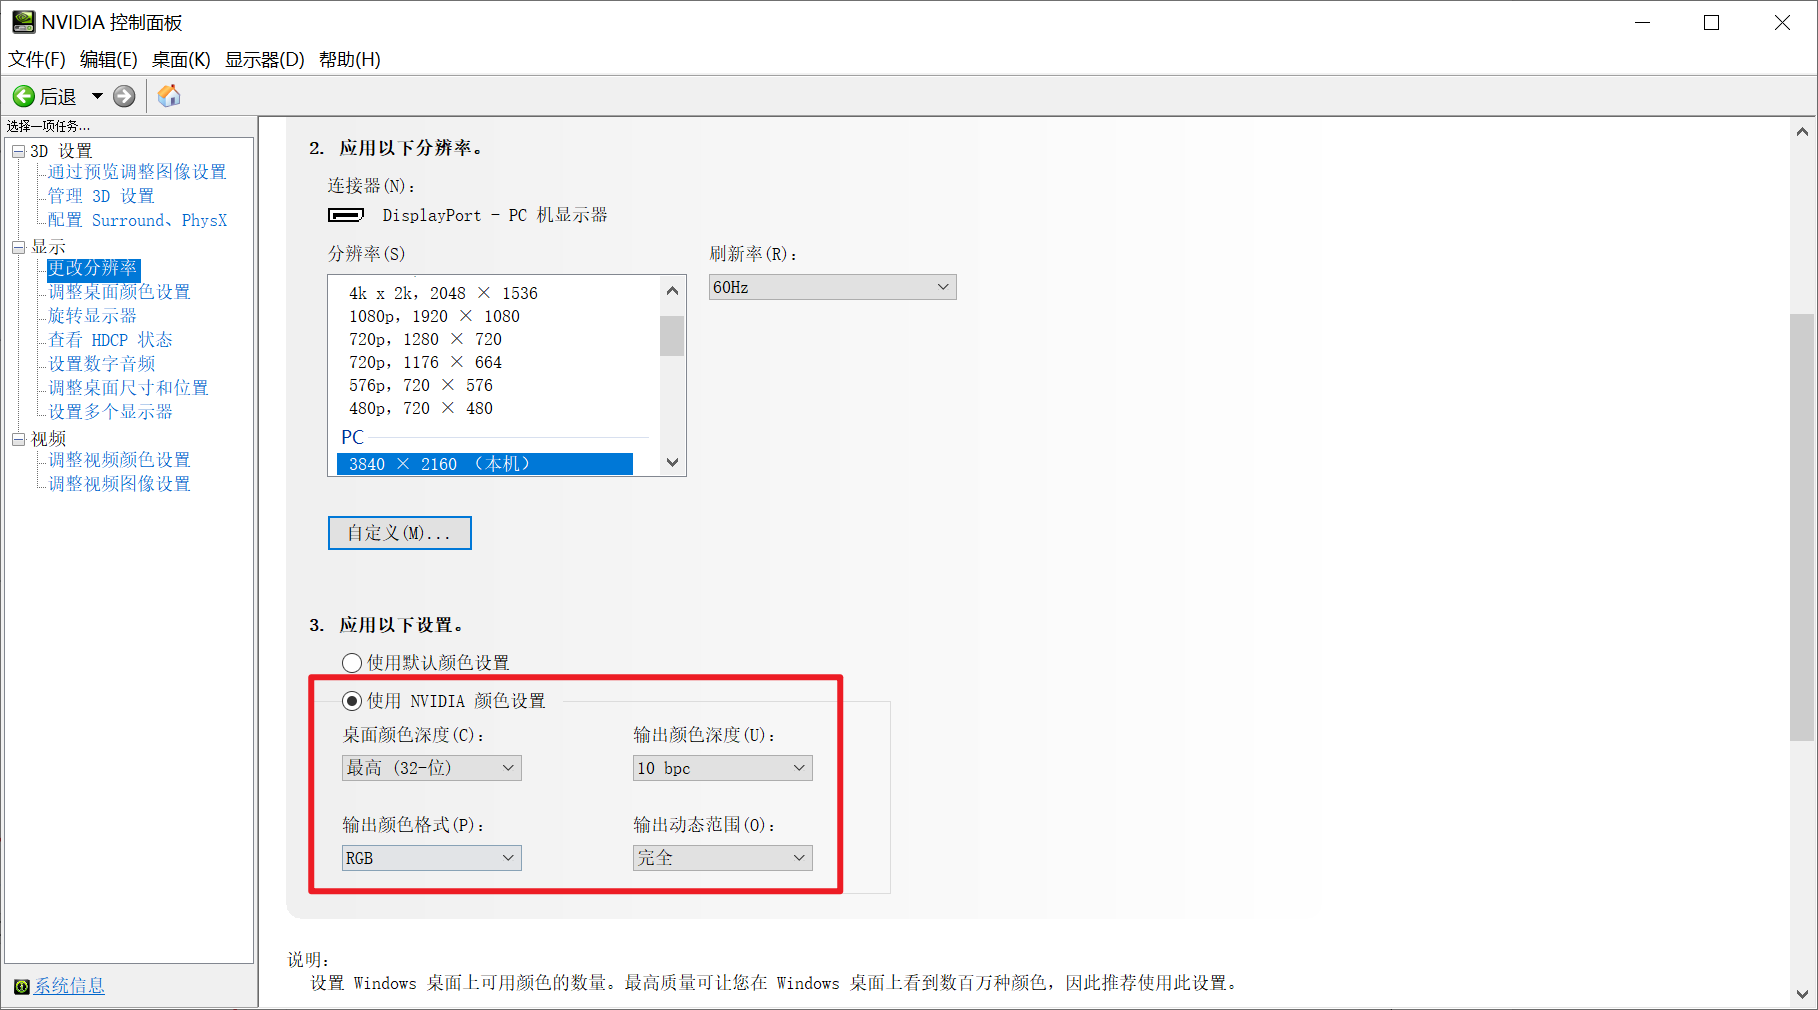 NVIDIA 控制面板
文件(F) 编辑(E) 桌面(K) 显示器(D) 帮助(H)
后退
选择一项任务...
3D 设置
通过预览调整图像设置
管理 3D 设置
配置 Surround、PhysX
显示
更改分辨率
调整桌面颜色设置
旋转显示器
查看 HDCP 状态
设置数字音频
调整桌面尺寸和位置
设置多个显示器
视频
调整视频颜色设置
调整视频图像设置
系统信息
2. 应用以下分辨率。
连接器(N):
DisplayPort - PC 机显示器
分辨率(S)
刷新率(R):
60Hz
4k x 2k, 2048 × 1536
1080p, 1920 × 1080
720p, 1280 × 720
720p, 1176 × 664
576p, 720 × 576
480p, 720 × 480
PC
3840 × 2160 （本机）
自定义(M)...
3. 应用以下设置。
使用默认颜色设置
使用 NVIDIA 颜色设置
桌面颜色深度(C):
输出颜色深度(U):
最高 (32-位)
10 bpc
输出颜色格式(P):
输出动态范围(O):
RGB
完全
说明:
设置 Windows 桌面上可用颜色的数量。最高质量可让您在 Windows 桌面上看到数百万种颜色，因此推荐使用此设置。